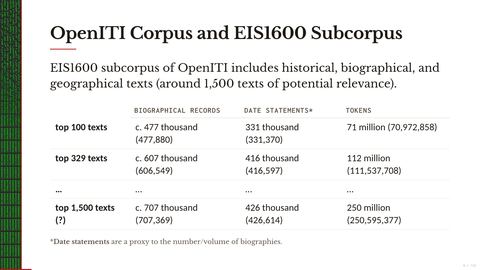 OpenITI Corpus and EIS1600 Subcorpus
EIS1600 subcorpus of OpenITI includes historical, biographical, and
geographical texts (around 1,500 texts of potential relevance).
BIOGRAPHICAL RECORDS DATE STATEMENTS* TOKENS
top 100 texts c. 477 thousand 331 thousand 71 million (70,972,858)
(477,880) (331,370)
top 329 texts c. 607 thousand 416 thousand 112 million
(606,549) (416,597) (111,537,708)
... ... ... ...
top 1,500 texts c. 707 thousand 426 thousand 250 million
(?) (707,369) (426,614) (250,595,377)
*Date statements are a proxy to the number/volume of biographies.